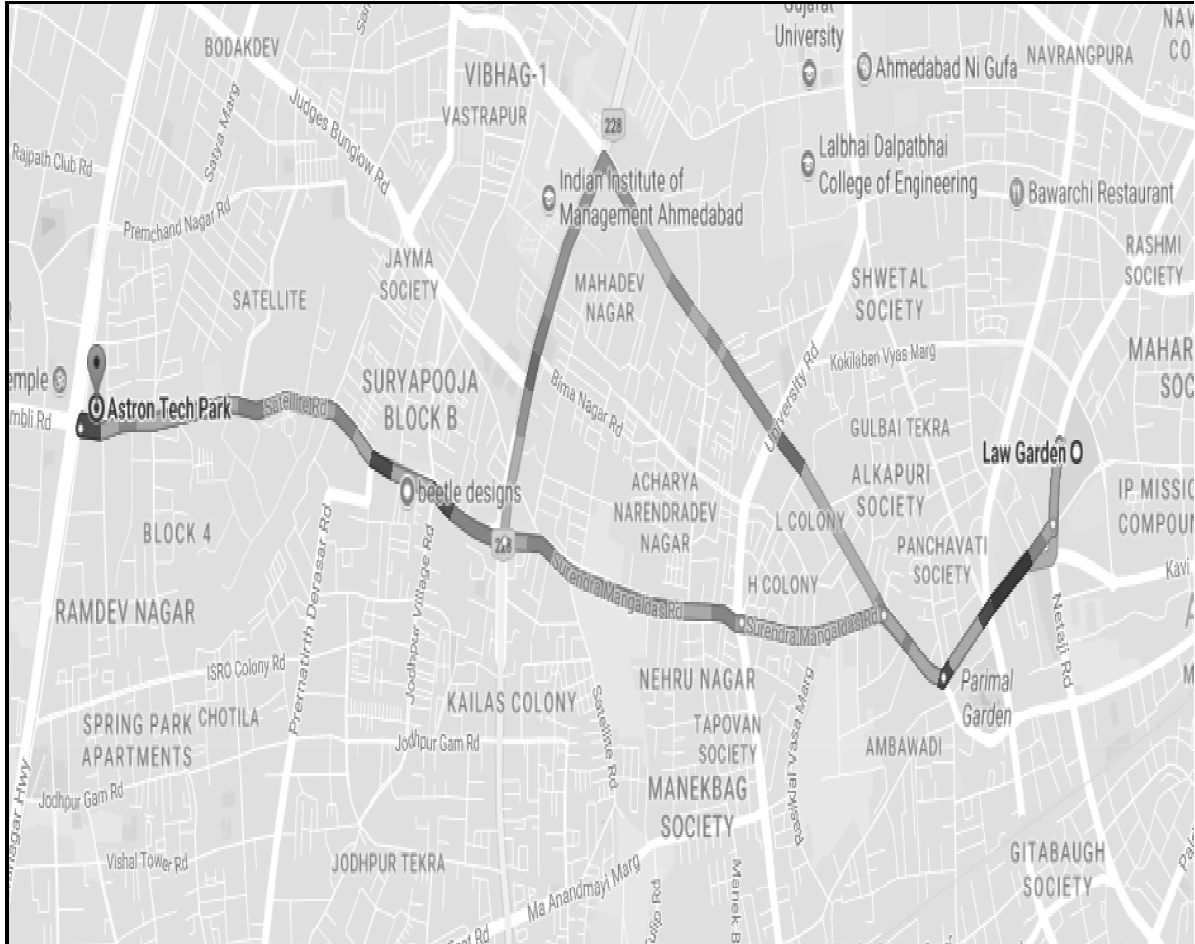 Gujarat
University
NAVRANGPURA
BODAKDEV
VIBHAG-1
Ahmedabad Ni Gufa
Judges Bunglow Rd
VASTRAPUR
228
Satya Marg
Rajpath Club Rd
Lalbhai Dalpatbhai
College of Engineering
Indian Institute of
Management Ahmedabad
Bawarchi Restaurant
Premchand Nagar Rd
JAYMA
SOCIETY
RASHMI
SOCIETY
MAHADEV
NAGAR
SHWETAL
SOCIETY
SATELLITE
Kokilaben Vyas Marg
MAHAR
SOC
emple
SURYAPOOJA
BLOCK B
Bima Nagar Rd
University Rd
mbli Rd
Astron Tech Park
Satellite Rd
GULBAI TEKRA
Law Garden
ALKAPURI
SOCIETY
beetle designs
ACHARYA
NARENDRADEV
NAGAR
IP MISSIO
COMPOUN
L COLONY
BLOCK 4
228
PANCHAVATI
SOCIETY
Prernatirth Derasar Rd
Jodhpur Village Rd
Surendra Mangaldas Rd
H COLONY
Kavi
RAMDEV NAGAR
Surendra Mangaldas Rd
Netaji Rd
ISRO Colony Rd
NEHRU NAGAR
Parimal
Garden
KAILAS COLONY
Satellite Rd
SPRING PARK
APARTMENTS
CHOTILA
TAPOVAN
SOCIETY
Jodhpur Gam Rd
AMBAWADI
MANEKBAG
SOCIETY
Jodhpur Gam Rd
nagar Hwy
Vishal Tower Rd
JODHPUR TEKRA
GITABAUGH
SOCIETY
Ma Anandmayi Marg
Manek B